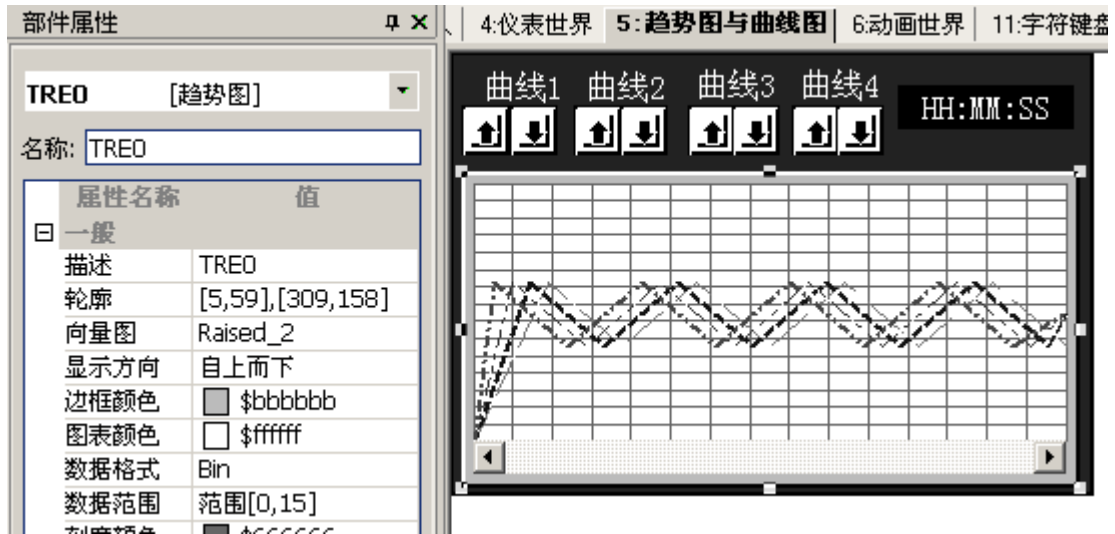 部件属性
TRE0 [趋势图]
名称: TRE0
属性名称 值
一般
描述 TRE0
轮廓 [5,59],[309,158]
向量图 Raised_2
显示方向 自上而下
边框颜色 $bbbbbb
图表颜色 $ffffff
数据格式 Bin
数据范围 范围[0,15]
刻度颜色 $666666
4:仪表世界 5:趋势图与曲线图 6:动画世界 11:字符键盘
曲线1 曲线2 曲线3 曲线4
HH:MM:SS